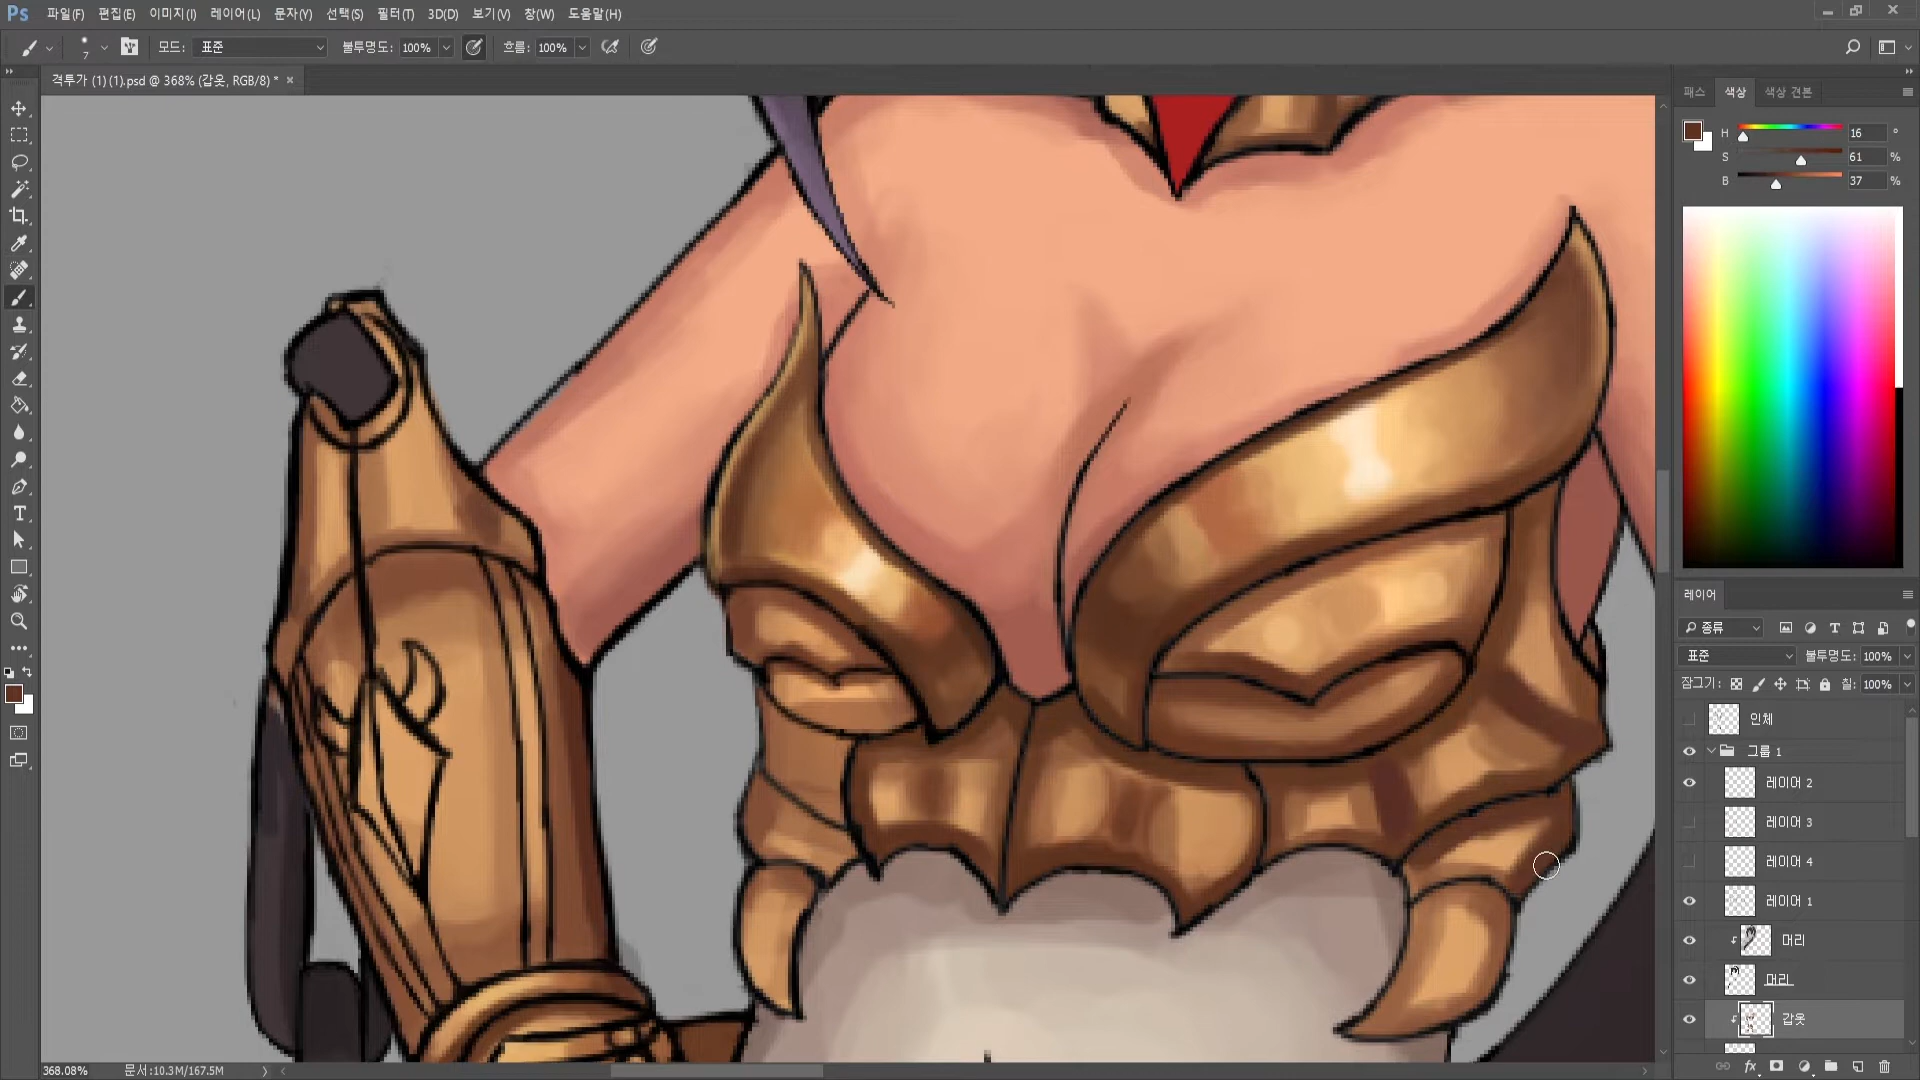 Ps 파일(F) 편집(E) 이미지(I) 레이어(L) 문자(Y) 선택(S) 필터(T) 3D(D) 보기(V) 창(W) 도움말(H)
7 모드: 표준 불투명도: 100% 흐름: 100%
격투가 (1) (1).psd @ 368% (갑옷, RGB/8) *
패스 색상 색상 견본
H 16 °
S 61 %
B 37 %
레이어
종류
표준 불투명도: 100%
잠그기: 칠: 100%
인체
그룹 1
레이어 2
레이어 3
레이어 4
레이어 1
머리
머리
갑옷
368.08% 문서:10.3M/167.5M